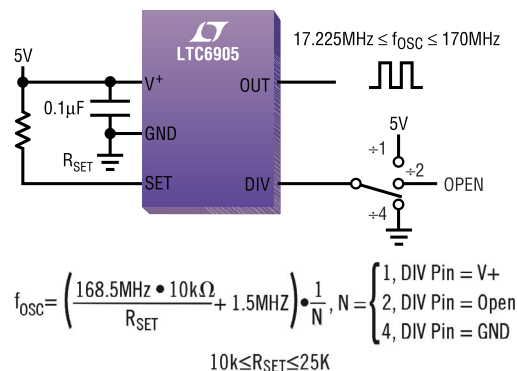 LTC6905
17.225MHz ≤ fOSC ≤ 170MHz
5V
V+
OUT
0.1µF
GND
5V
÷1
RSET
÷2
SET
DIV
OPEN
÷4
fOSC= (168.5MHz • 10kΩ / RSET + 1.5MHZ) • 1/N, N = { 1, DIV Pin = V+
2, DIV Pin = Open
4, DIV Pin = GND
10k≤RSET≤25K